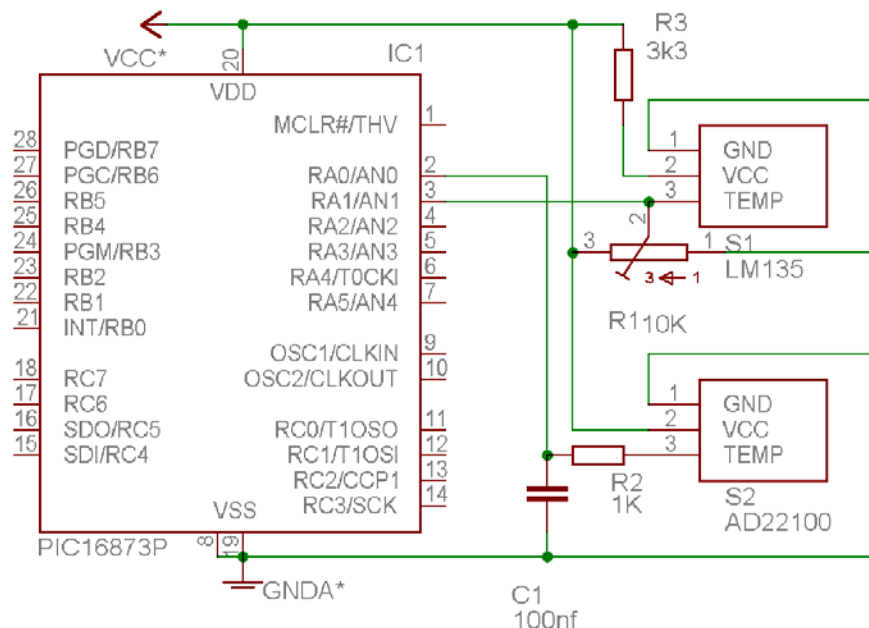 VCC*
20
IC1
R3
3k3
VDD
MCLR#/THV
1
28
PGD/RB7
27
PGC/RB6
RA0/AN0
2
26
RB5
RA1/AN1
3
25
RB4
RA2/AN2
4
24
PGM/RB3
RA3/AN3
5
23
RB2
RA4/T0CKI
6
22
RB1
RA5/AN4
7
21
INT/RB0
OSC1/CLKIN
9
18
RC7
OSC2/CLKOUT
10
17
RC6
16
SDO/RC5
RC0/T1OSO
11
15
SDI/RC4
RC1/T1OSI
12
RC2/CCP1
13
RC3/SCK
14
VSS
PIC16873P
8
19
GNDA*
1
GND
2
VCC
3
TEMP
S1
LM135
2
3
1
3
1
R1
10K
1
GND
2
VCC
3
TEMP
S2
AD22100
R2
1K
C1
100nf